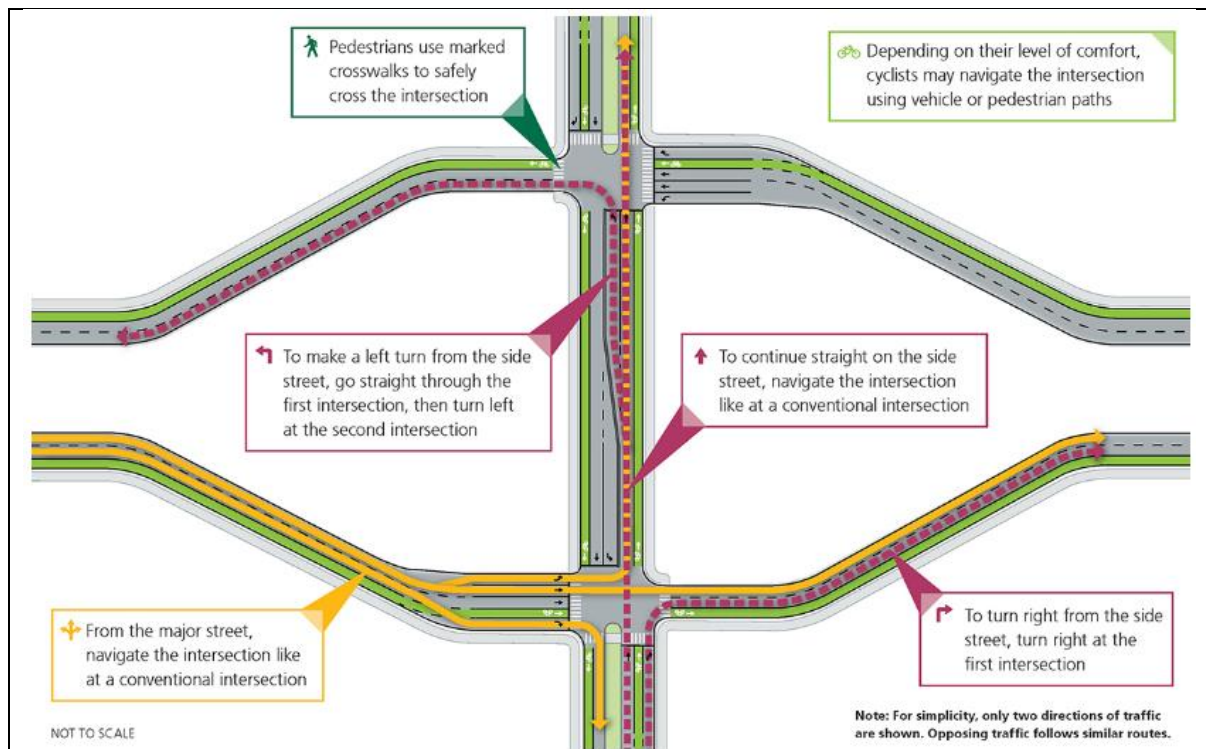 Pedestrians use marked
crosswalks to safely
cross the intersection
Depending on their level of comfort,
cyclists may navigate the intersection
using vehicle or pedestrian paths
To make a left turn from the side
street, go straight through the
first intersection, then turn left
at the second intersection
To continue straight on the side
street, navigate the intersection
like at a conventional intersection
From the major street,
navigate the intersection like
at a conventional intersection
To turn right from the side
street, turn right at the
first intersection
NOT TO SCALE
Note: For simplicity, only two directions of traffic
are shown. Opposing traffic follows similar routes.